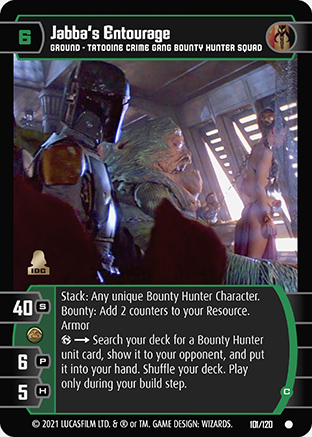 6 Jabba's Entourage
GROUND - TATOOINE CRIME GANG BOUNTY HUNTER SQUAD
IDC
40 S
6 P
5 H
Stack: Any unique Bounty Hunter Character.
Bounty: Add 2 counters to your Resource.
Armor
→ Search your deck for a Bounty Hunter
unit card, show it to your opponent, and put
it into your hand. Shuffle your deck. Play
only during your build step.
C
© 2021 LUCASFILM LTD. & ® or TM. GAME DESIGN: WIZARDS. 101/120